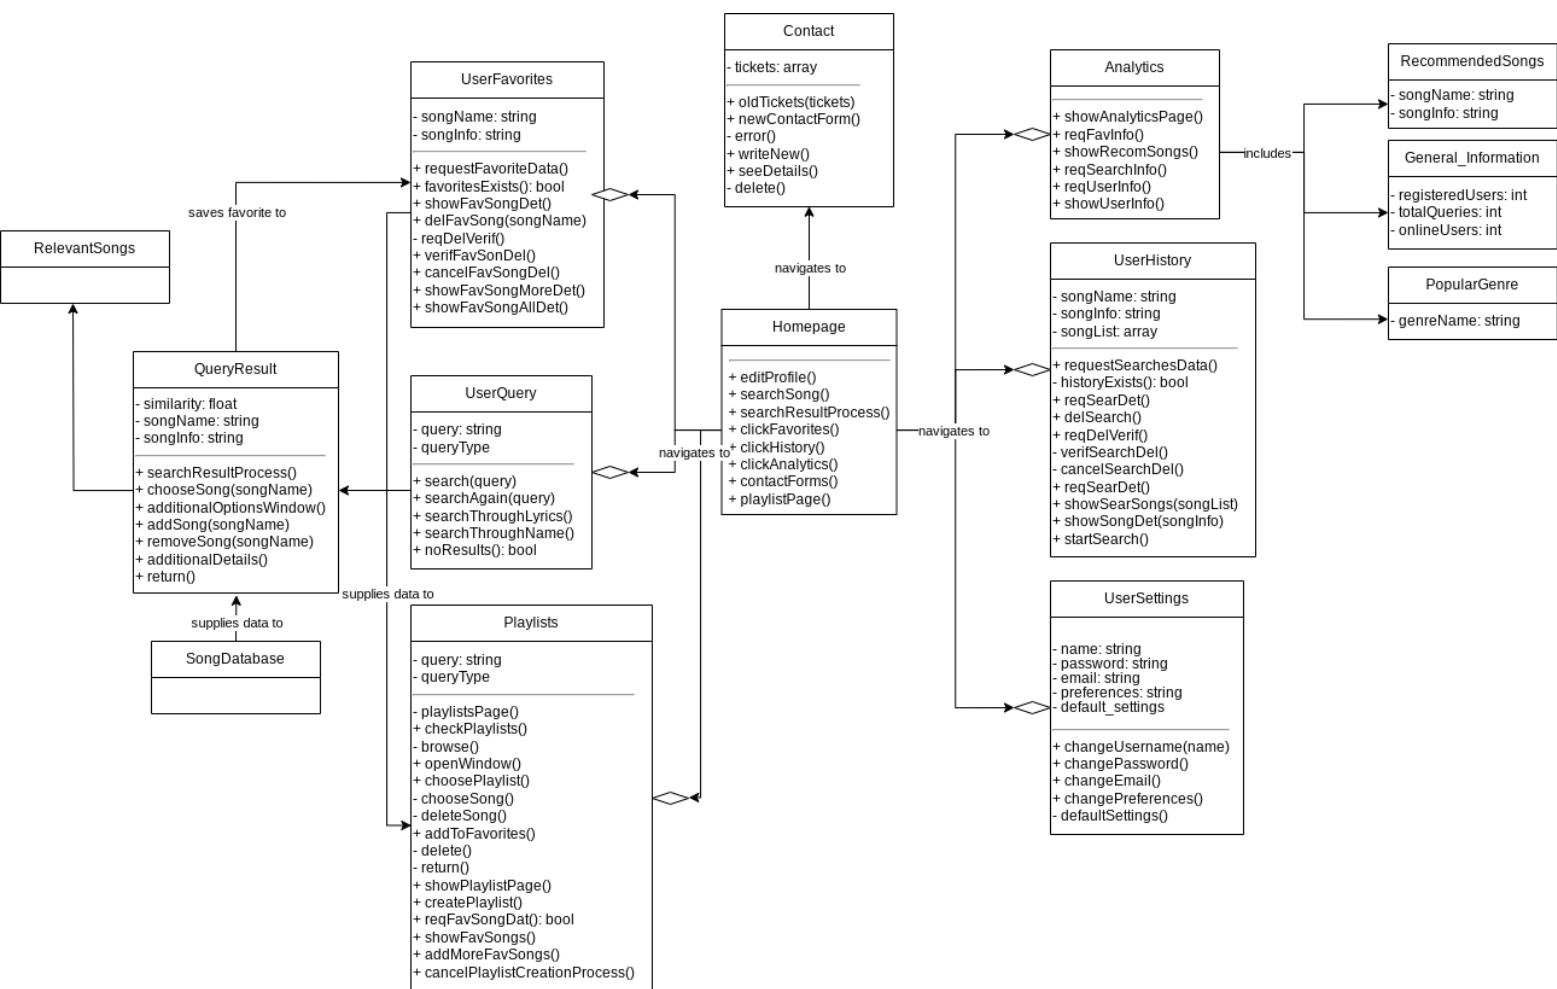 Contact
- tickets: array
+ oldTickets(tickets)
+ newContactForm()
- error()
+ writeNew()
+ seeDetails()
- delete()
UserFavorites
- songName: string
- songInfo: string
+ requestFavoriteData()
+ favoritesExists(): bool
+ showFavSongDet()
+ delFavSong(songName)
- reqDelVerif()
+ verifFavSonDel()
+ cancelFavSongDel()
+ showFavSongMoreDet()
+ showFavSongAllDet()
Analytics
+ showAnalyticsPage()
+ reqFavInfo()
+ showRecomSongs()
+ reqSearchInfo()
+ reqUserInfo()
+ showUserInfo()
includes
RecommendedSongs
- songName: string
- songInfo: string
General_Information
- registeredUsers: int
- totalQueries: int
- onlineUsers: int
PopularGenre
- genreName: string
saves favorite to
RelevantSongs
navigates to
Homepage
+ editProfile()
+ searchSong()
+ searchResultProcess()
+ clickFavorites()
+ clickHistory()
+ clickAnalytics()
+ contactForms()
+ playlistPage()
navigates to
navigates to
UserHistory
- songName: string
- songInfo: string
- songList: array
+ requestSearchesData()
- historyExists(): bool
+ reqSearDet()
+ delSearch()
+ reqDelVerif()
- verifSearchDel()
- cancelSearchDel()
+ reqSearDet()
+ showSearSongs(songList)
+ showSongDet(songInfo)
+ startSearch()
QueryResult
- similarity: float
- songName: string
- songInfo: string
+ searchResultProcess()
+ chooseSong(songName)
+ additionalOptionsWindow()
+ addSong(songName)
+ removeSong(songName)
+ additionalDetails()
+ return()
UserQuery
- query: string
- queryType
+ search(query)
+ searchAgain(query)
+ searchThroughLyrics()
+ searchThroughName()
+ noResults(): bool
supplies data to
supplies data to
SongDatabase
Playlists
- query: string
- queryType
- playlistsPage()
+ checkPlaylists()
- browse()
+ openWindow()
+ choosePlaylist()
- chooseSong()
- deleteSong()
+ addToFavorites()
- delete()
- return()
+ showPlaylistPage()
+ createPlaylist()
+ reqFavSongDat(): bool
+ showFavSongs()
+ addMoreFavSongs()
+ cancelPlaylistCreationProcess()
UserSettings
- name: string
- password: string
- email: string
- preferences: string
- default_settings
+ changeUsername(name)
+ changePassword()
+ changeEmail()
+ changePreferences()
- defaultSettings()